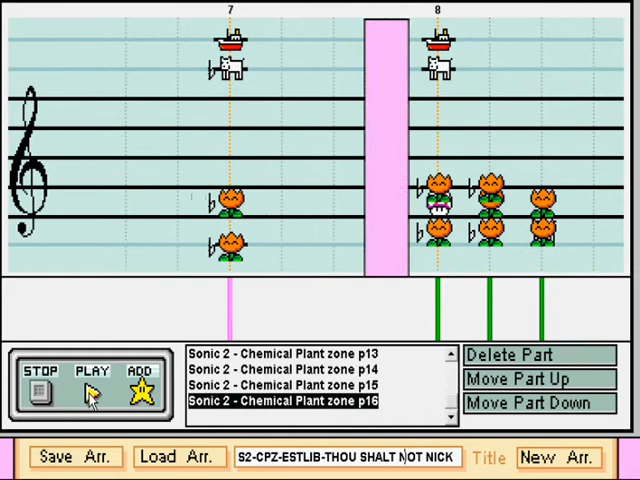 7 8
Sonic 2 - Chemical Plant zone p13
Sonic 2 - Chemical Plant zone p14
Sonic 2 - Chemical Plant zone p15
Sonic 2 - Chemical Plant zone p16
STOP PLAY ADD
Delete Part
Move Part Up
Move Part Down
Save Arr. Load Arr. S2-CPZ-ESTLIB-THOU SHALT NOT NICK Title New Arr.